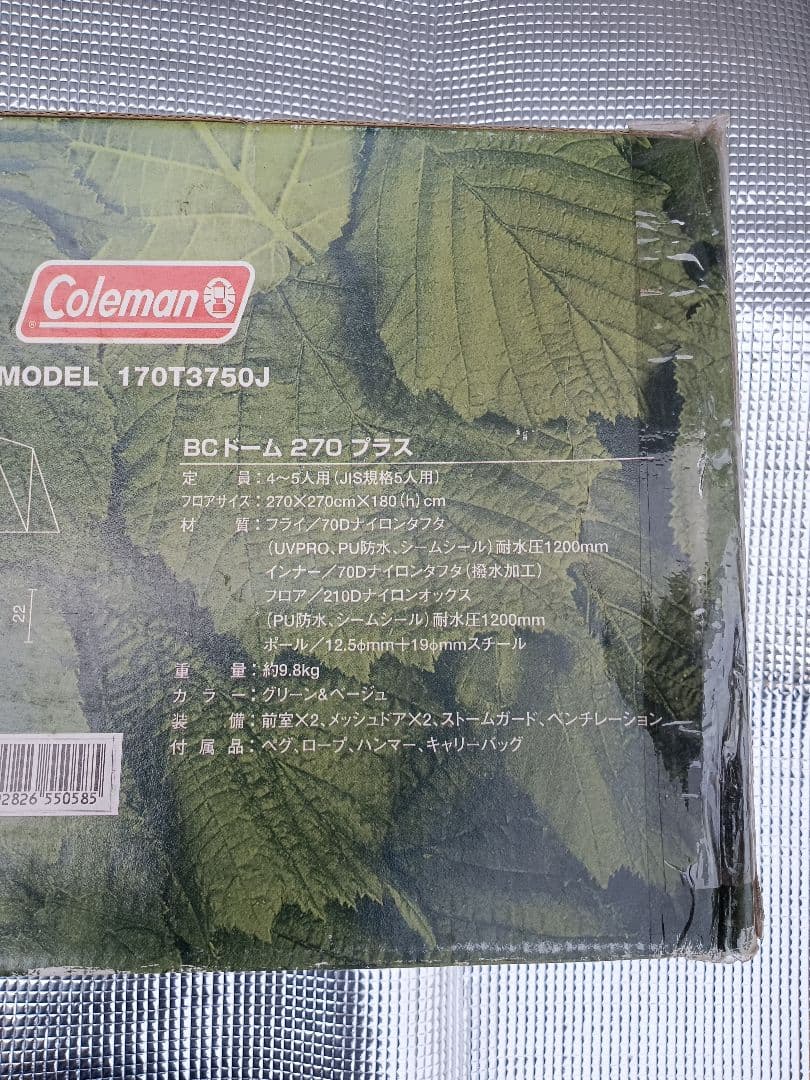 Coleman
MODEL 170T3750J
BCドーム 270 プラス
定員:4〜5人用(JIS規格5人用)
フロアサイズ:270×270cm×180(h)cm
材質:フライ/70Dナイロンタフタ
(UVPRO、PU防水、シームシール)耐水圧1200mm
インナー/70Dナイロンタフタ(撥水加工)
フロア/210Dナイロンオックス
(PU防水、シームシール)耐水圧1200mm
ポール/12.5φmm+19φmmスチール
重量:約9.8kg
カラー:グリーン&ベージュ
装備:前室×2、メッシュドア×2、ストームガード、ベンチレーション
付属品:ペグ、ロープ、ハンマー、キャリーバッグ
22
2826 550585